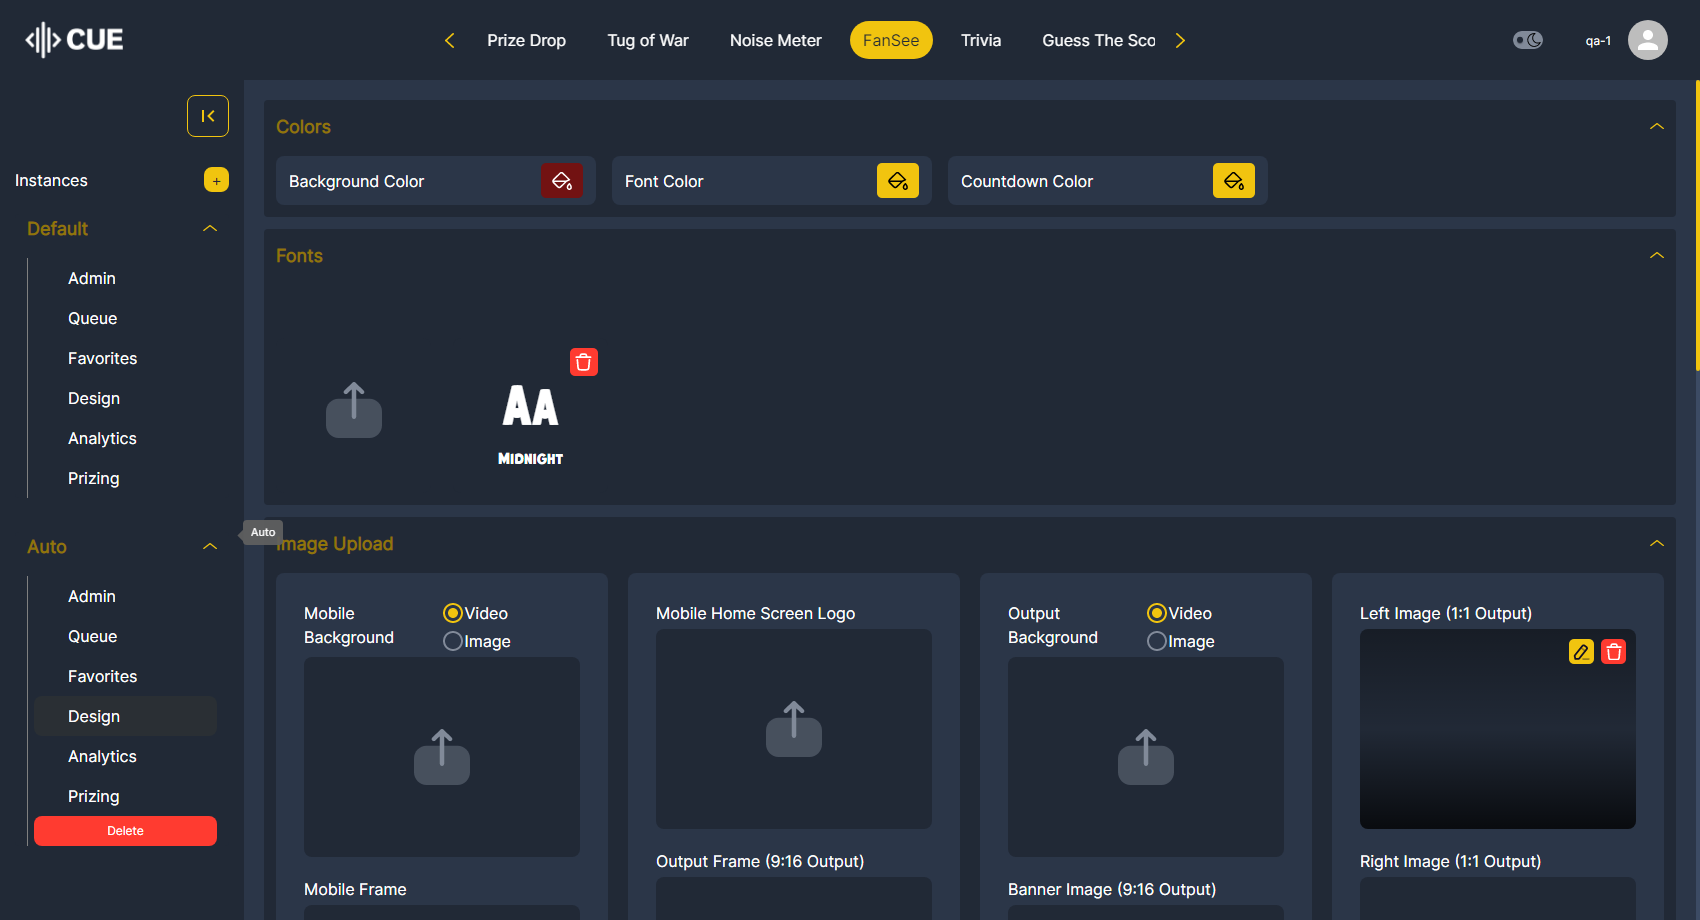 CUE
Prize Drop
Tug of War
Noise Meter
FanSee
Trivia
Guess The Sco
qa-1
Instances
+
Default
Admin
Queue
Favorites
Design
Analytics
Prizing
Auto
Admin
Queue
Favorites
Design
Analytics
Prizing
Delete
Auto
Colors
Background Color
Font Color
Countdown Color
Fonts
AA
MIDNIGHT
Image Upload
Mobile
Background
Video
Image
Mobile Home Screen Logo
Output
Background
Video
Image
Left Image (1:1 Output)
Mobile Frame
Output Frame (9:16 Output)
Banner Image (9:16 Output)
Right Image (1:1 Output)